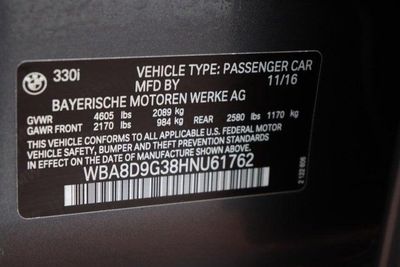 BMW
330i VEHICLE TYPE: PASSENGER CAR
MFD BY 11/16
BAYERISCHE MOTOREN WERKE AG
GVWR 4605 lbs 2089 kg
GAWR FRONT 2170 lbs 984 kg REAR 2580 lbs 1170 kg
THIS VEHICLE CONFORMS TO ALL APPLICABLE U.S. FEDERAL MOTOR
VEHICLE SAFETY, BUMPER, AND THEFT PREVENTION STANDARDS
IN EFFECT ON THE DATE OF MANUFACTURE SHOWN ABOVE.
WBA8D9G38HNU61762